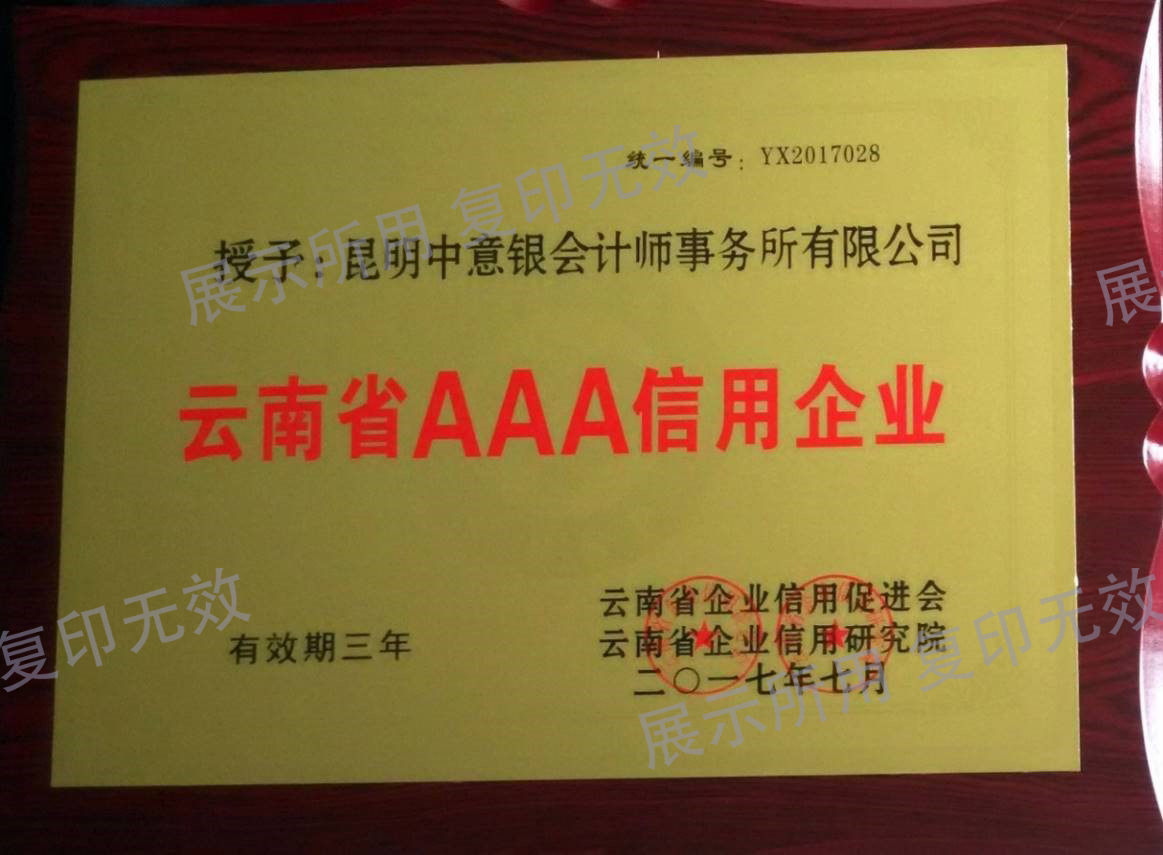 统一编号：YX2017028
授予：昆明中意银会计师事务所有限公司
云南省AAA信用企业
有效期三年
云南省企业信用促进会
云南省企业信用研究院
二〇一七年七月
展示所用 复印无效
展
复印无效
展示所用 复印无效